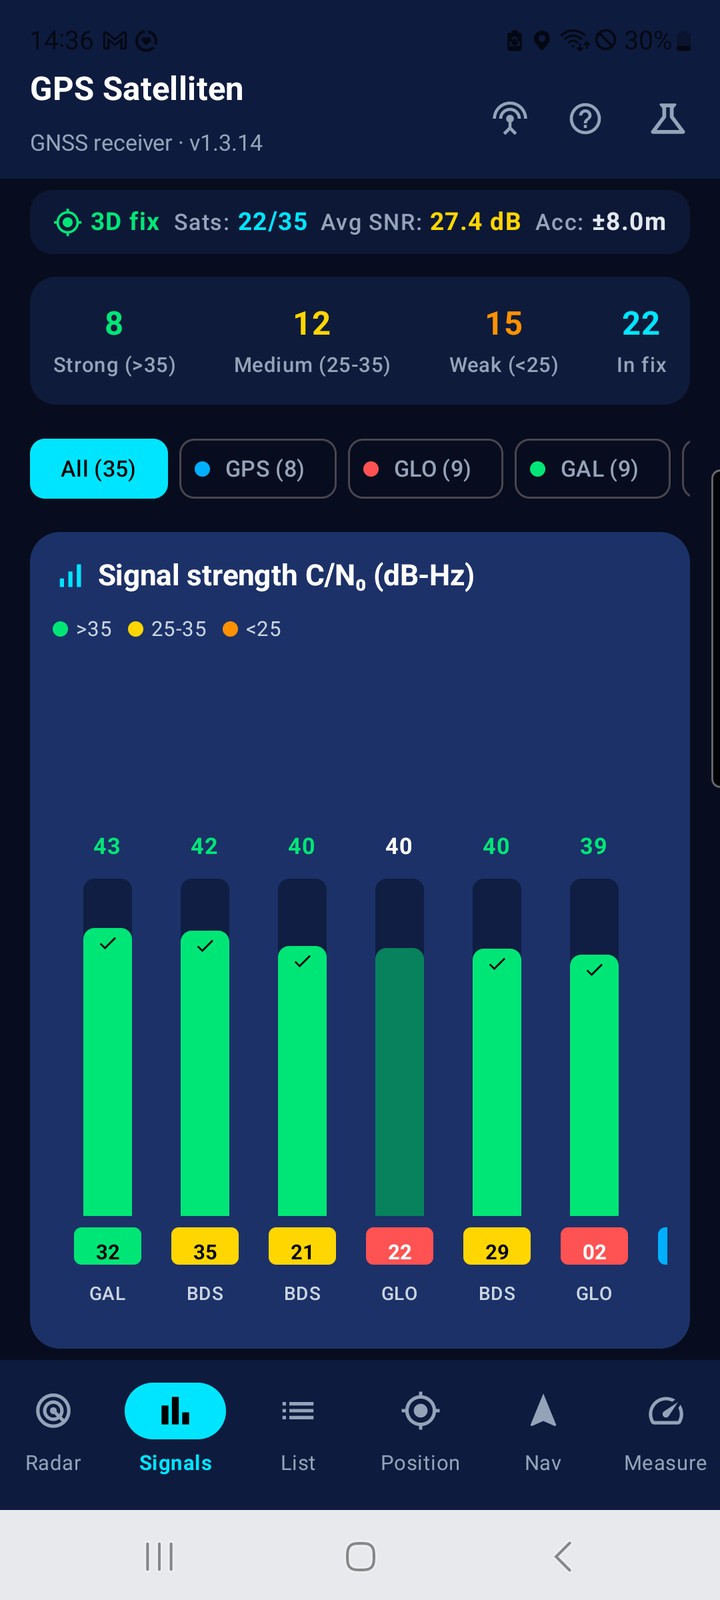 14:36 30%
GPS Satelliten
GNSS receiver · v1.3.14
3D fix Sats: 22/35 Avg SNR: 27.4 dB Acc: ±8.0m
8 12 15 22
Strong (>35) Medium (25-35) Weak (<25) In fix
All (35) GPS (8) GLO (9) GAL (9)
Signal strength C/N₀ (dB-Hz)
>35 25-35 <25
43 42 40 40 40 39
32 35 21 22 29 02
GAL BDS BDS GLO BDS GLO
Radar Signals List Position Nav Measure